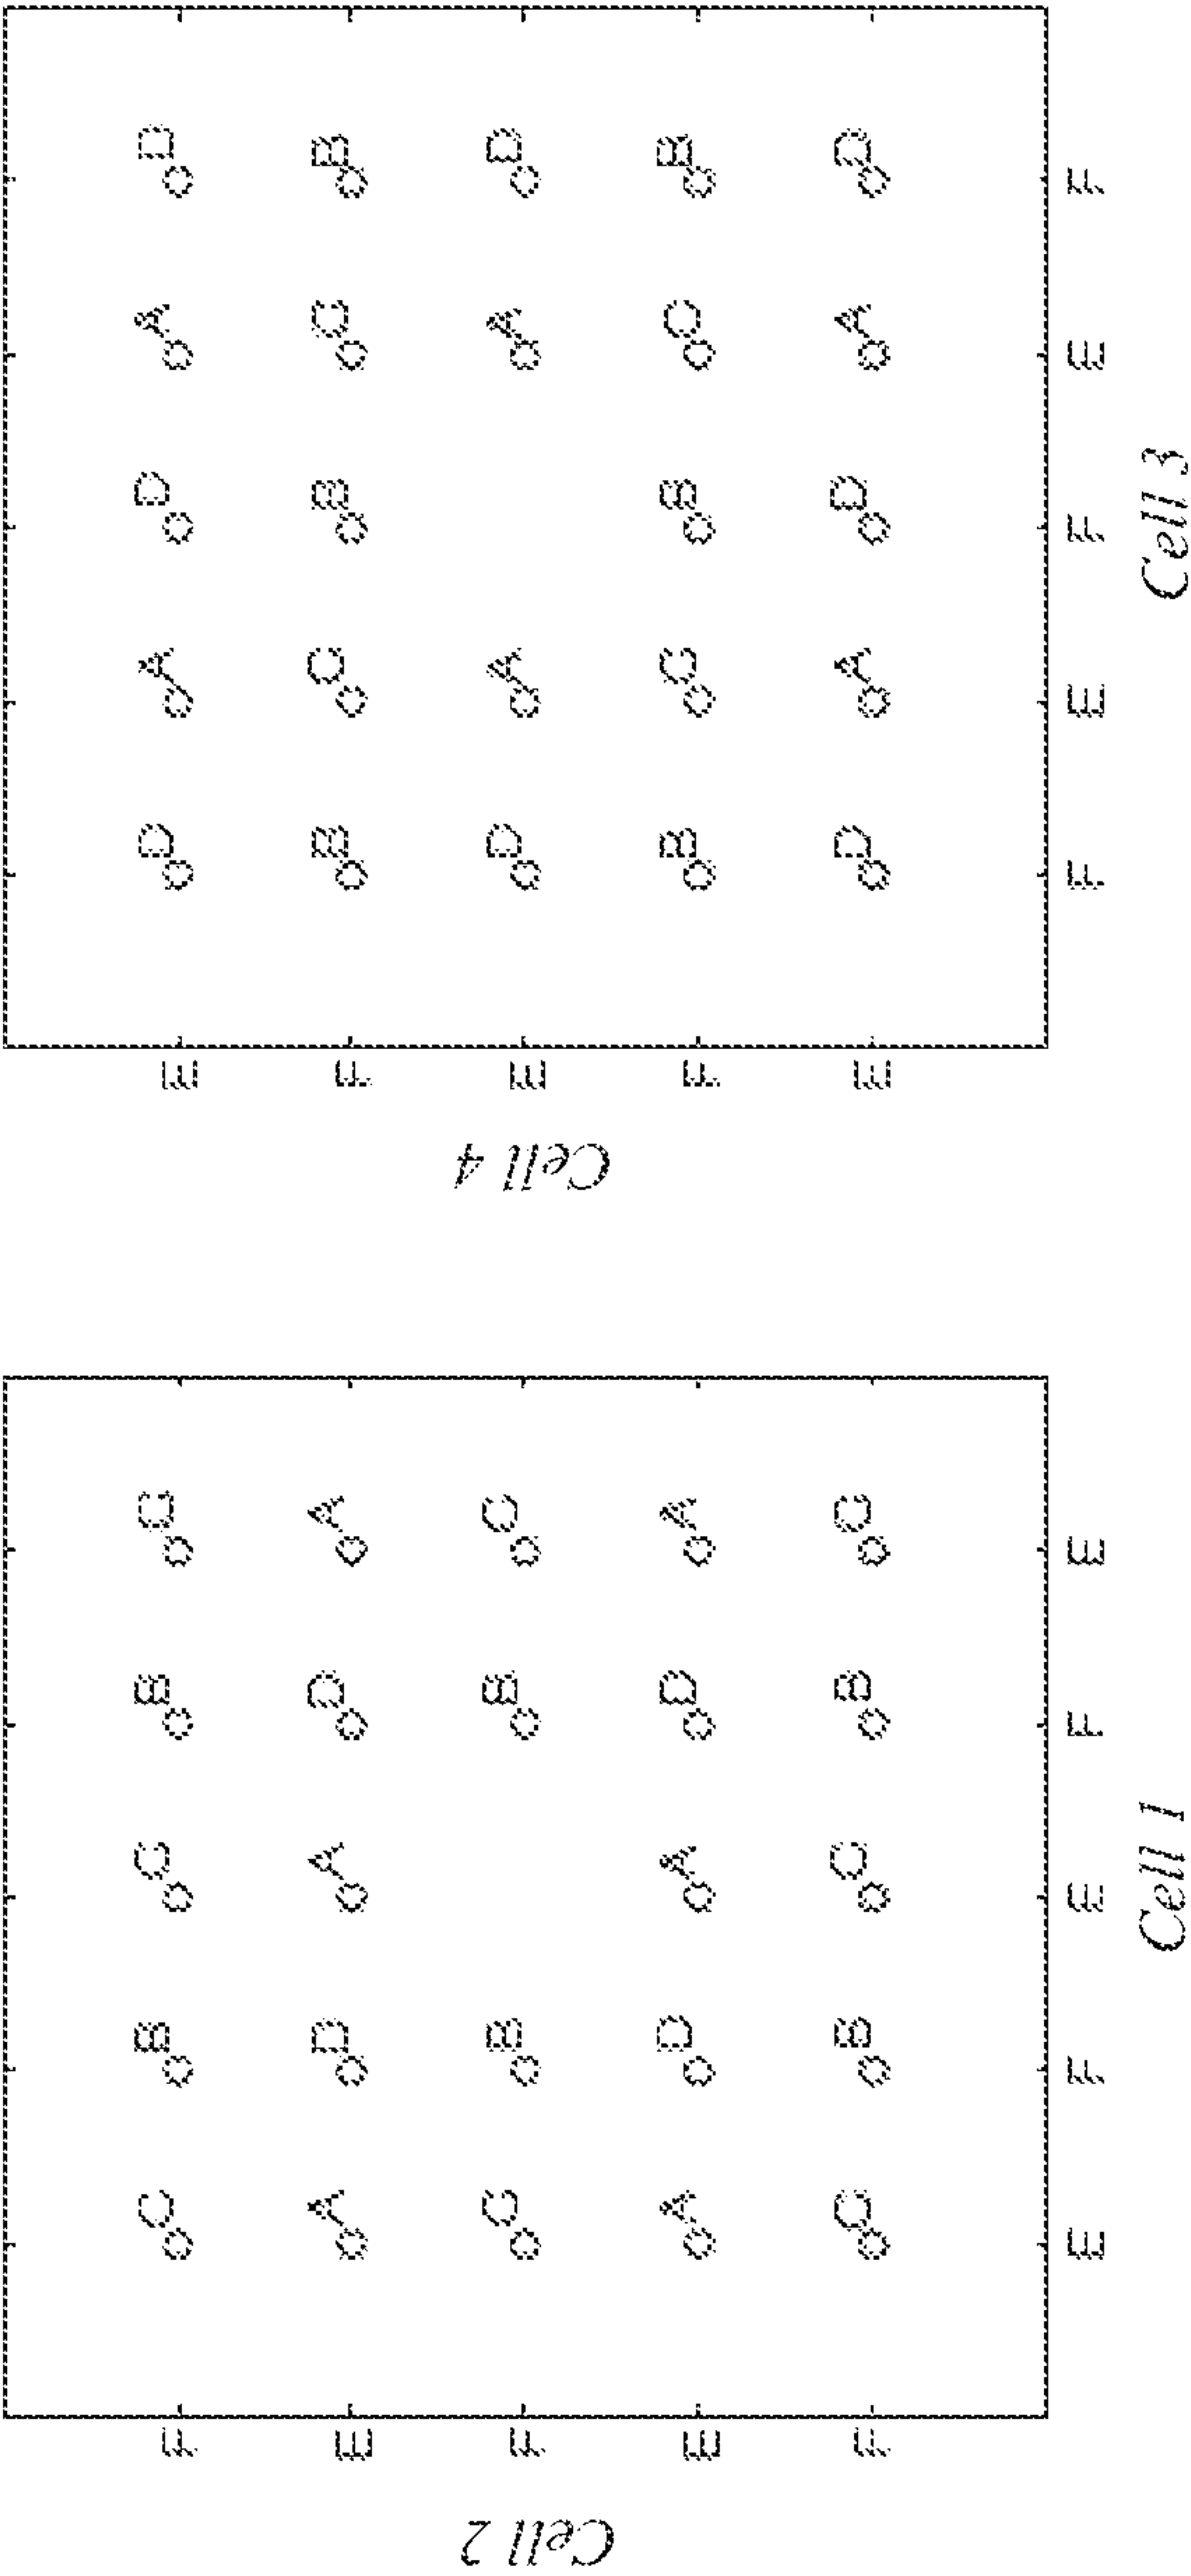 Cell 2
F C B C B C
E A D A D A
F C B B C
E A D A D A
F C B C B C
E F E F E
Cell 1
Cell 4
E D A D A D
F B C B C B
E D A A D
F B C B C B
E D A D A D
F E F E F
Cell 3